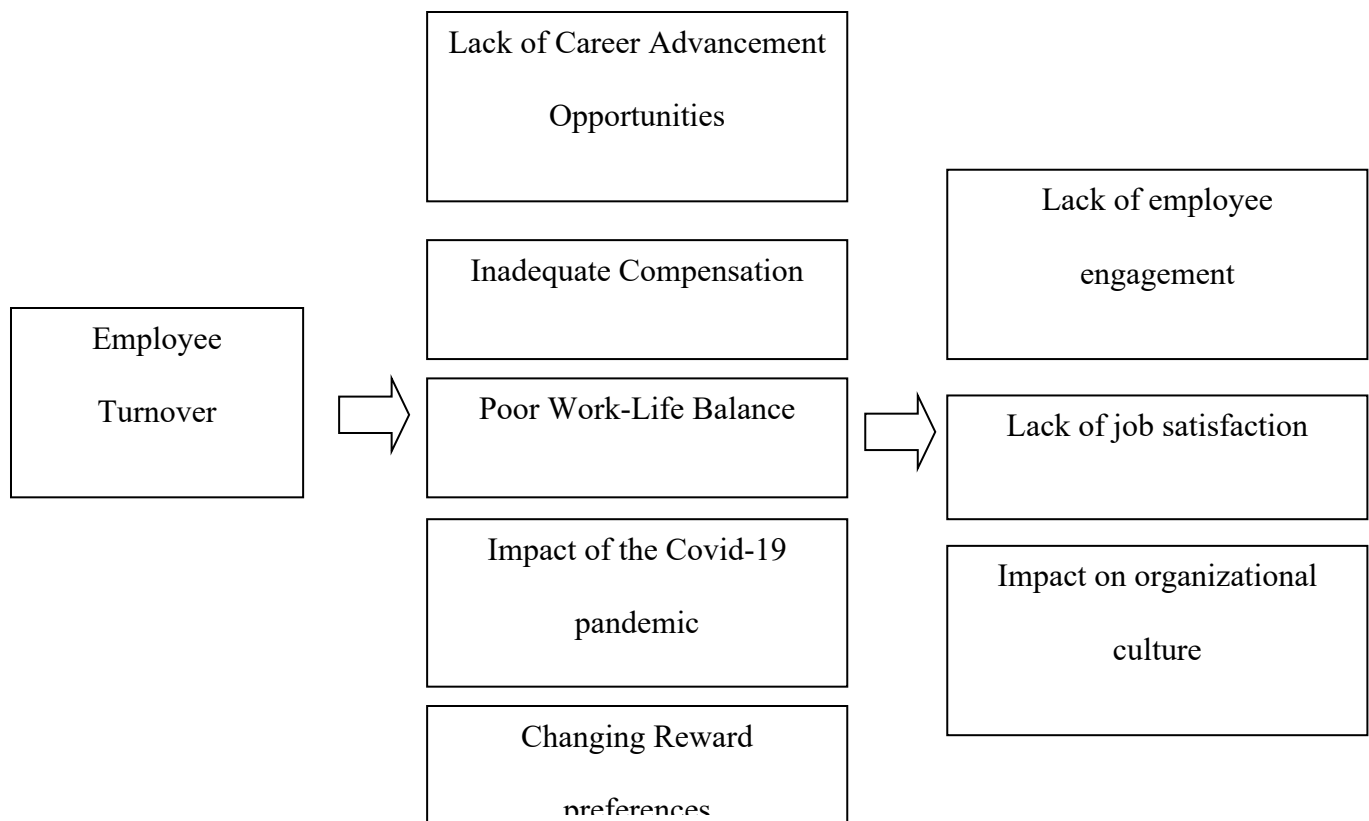 Employee
Turnover
Lack of Career Advancement
Opportunities
Inadequate Compensation
Poor Work-Life Balance
Impact of the Covid-19
pandemic
Changing Reward
preferences
Lack of employee
engagement
Lack of job satisfaction
Impact on organizational
culture